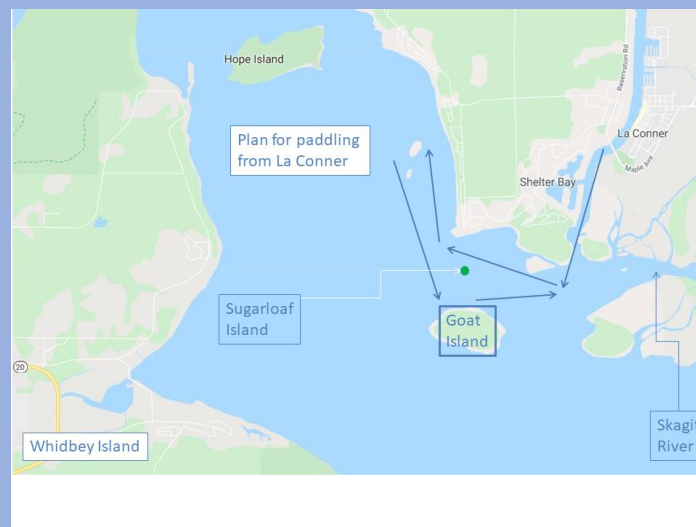 Hope Island
Reservation Rd
Plan for paddling
from La Conner
La Conner
Maple Ave
Shelter Bay
Sugarloaf
Island
Goat
Island
20
Whidbey Island
Skagit
River